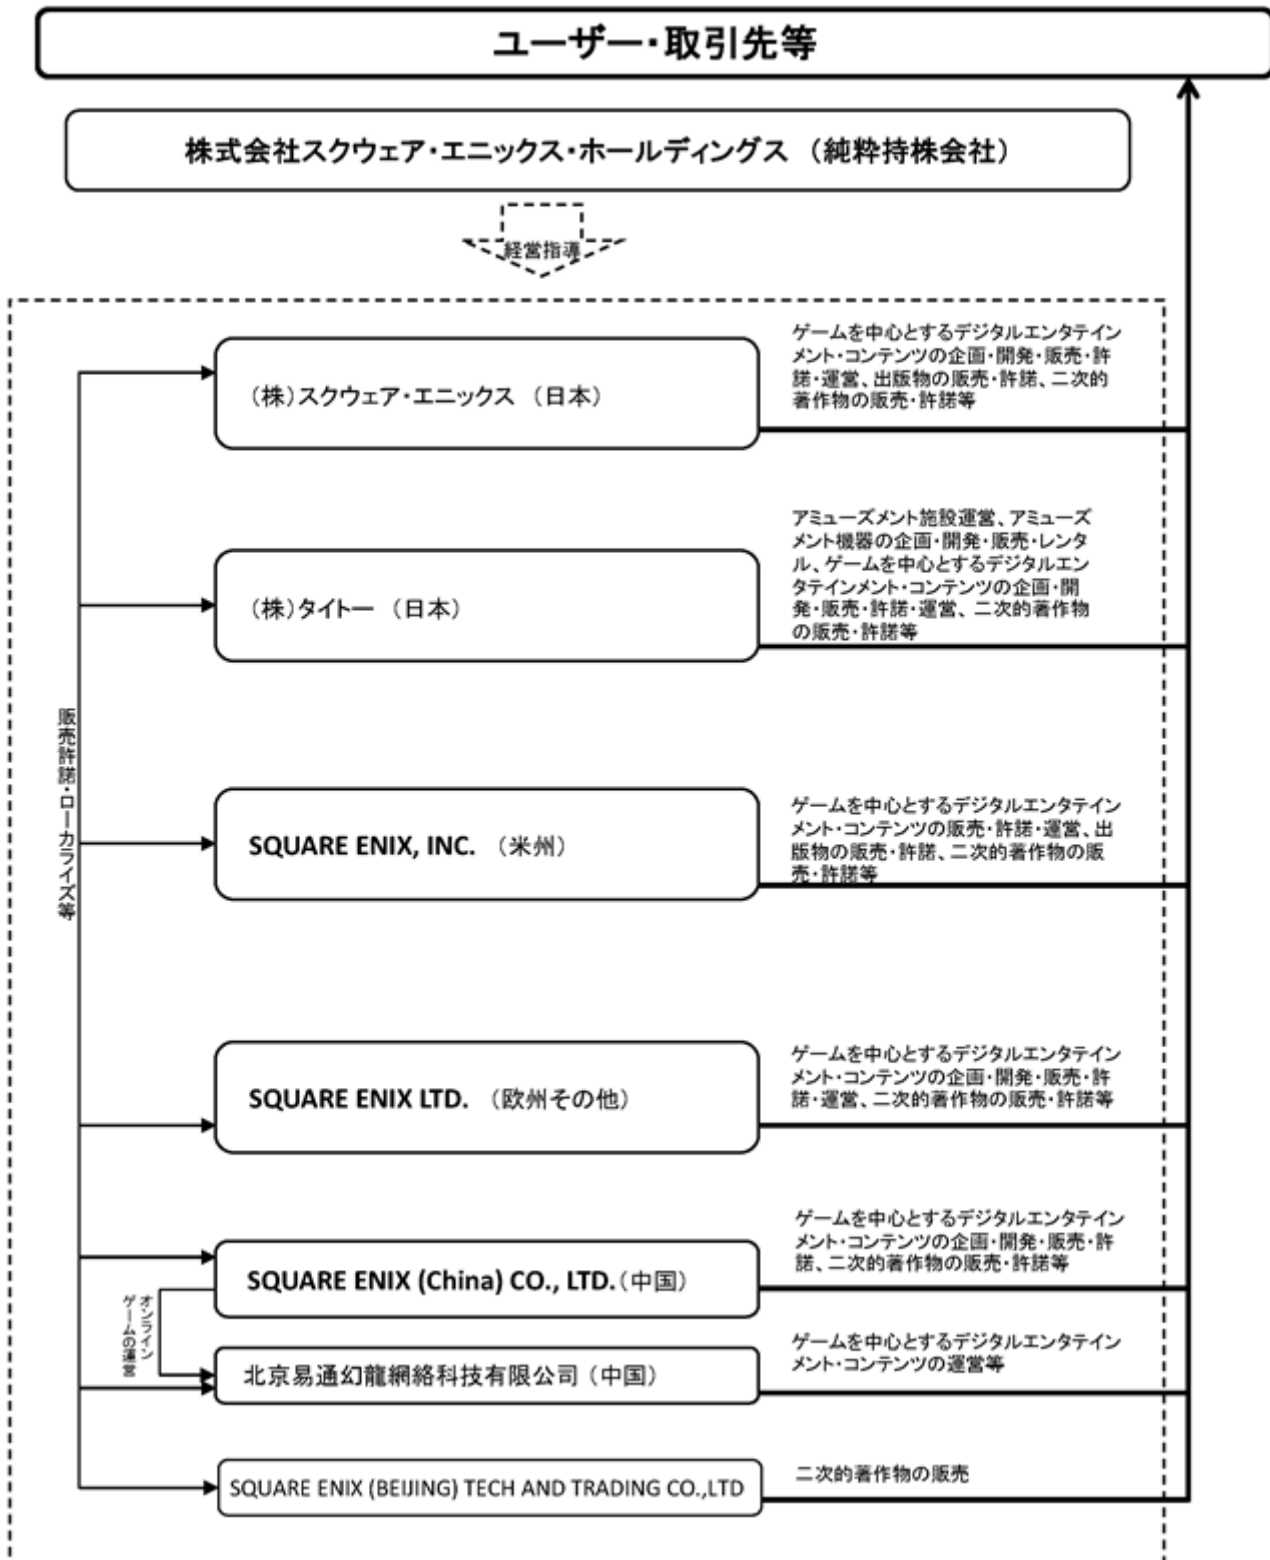 ユーザー・取引先等
株式会社スクウェア・エニックス・ホールディングス （純粋持株会社）
経営指導
販売許諾・ローカライズ等
（株）スクウェア・エニックス （日本）
ゲームを中心とするデジタルエンタテイン
メント・コンテンツの企画・開発・販売・許
諾・運営、出版物の販売・許諾、二次的
著作物の販売・許諾等
（株）タイトー （日本）
アミューズメント施設運営、アミューズ
メント機器の企画・開発・販売・レンタ
ル、ゲームを中心とするデジタルエン
タテインメント・コンテンツの企画・開
発・販売・許諾・運営、二次的著作物
の販売・許諾等
SQUARE ENIX, INC. （米州）
ゲームを中心とするデジタルエンタテイン
メント・コンテンツの販売・許諾・運営、出
版物の販売・許諾、二次的著作物の販
売・許諾等
SQUARE ENIX LTD. （欧州その他）
ゲームを中心とするデジタルエンタテイン
メント・コンテンツの企画・開発・販売・許
諾・運営、二次的著作物の販売・許諾等
SQUARE ENIX (China) CO., LTD.（中国）
ゲームを中心とするデジタルエンタテイン
メント・コンテンツの企画・開発・販売・許
諾、二次的著作物の販売・許諾等
オンライン
ゲームの運営
北京易通幻龍網絡科技有限公司（中国）
ゲームを中心とするデジタルエンタテイン
メント・コンテンツの運営等
SQUARE ENIX (BEIJING) TECH AND TRADING CO.,LTD
二次的著作物の販売